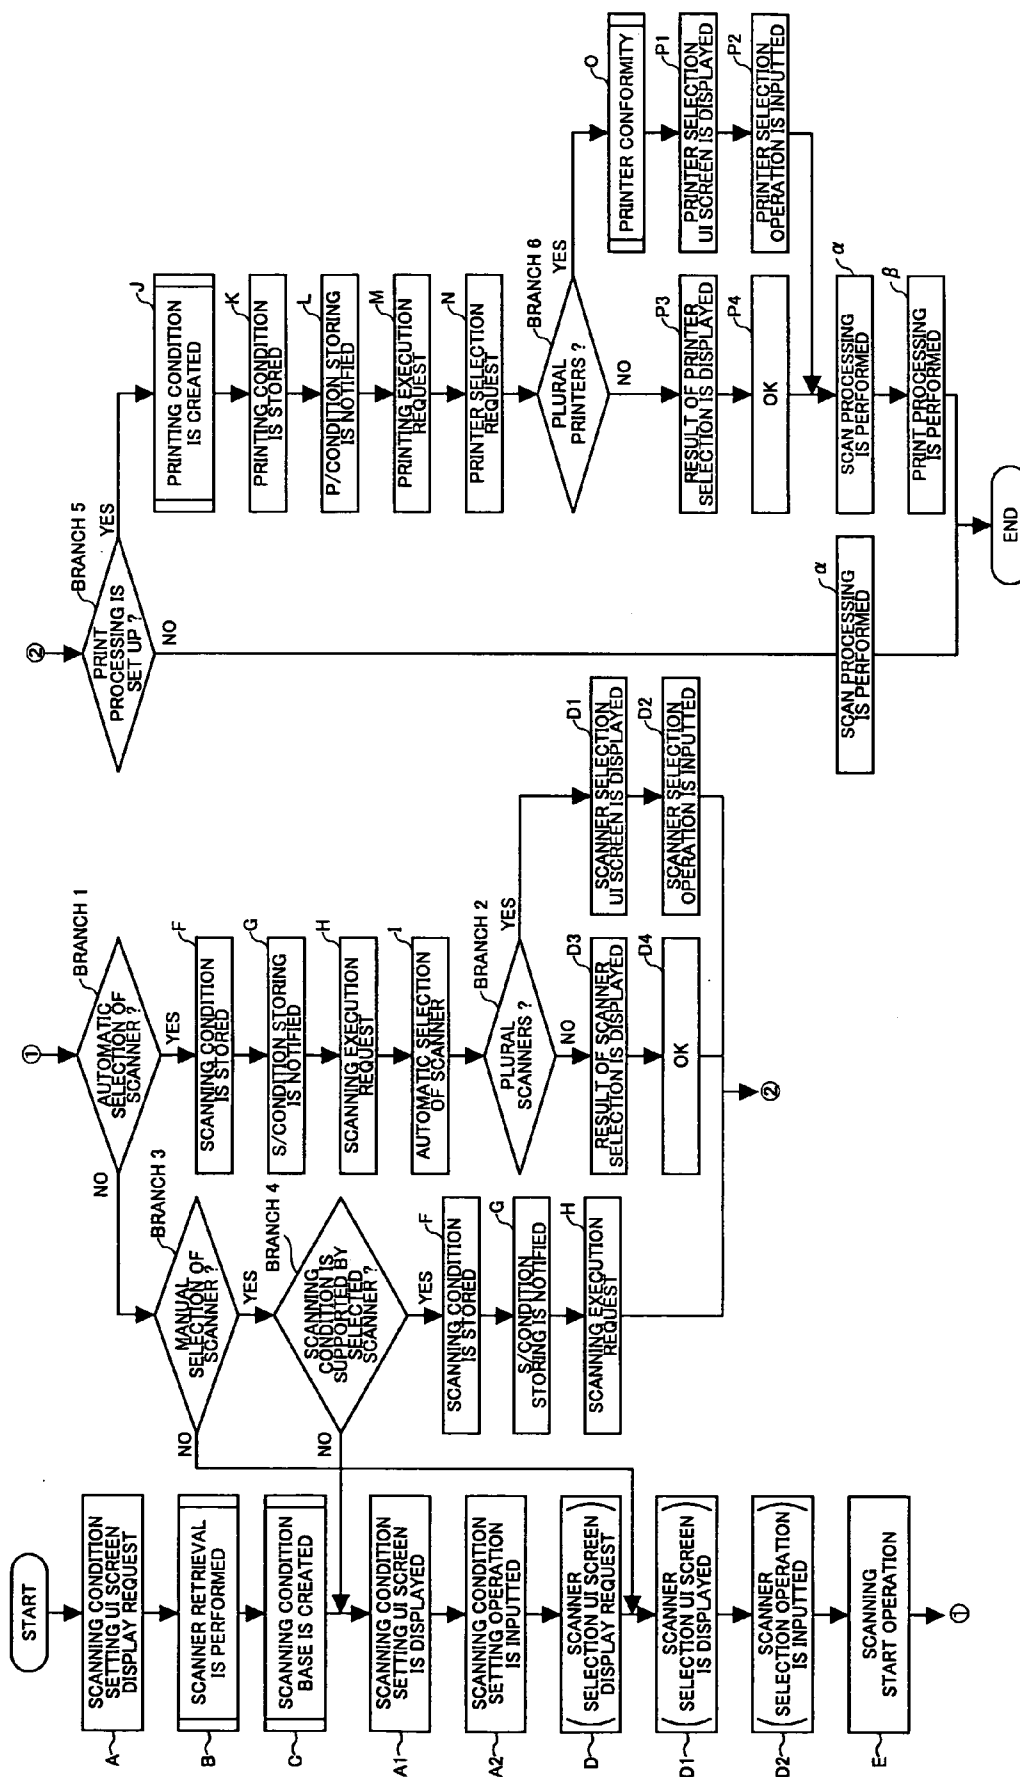 START
SCANNING CONDITION
SETTING UI SCREEN
DISPLAY REQUEST
A
SCANNER RETRIEVAL
IS PERFORMED
B
SCANNING CONDITION
BASE IS CREATED
C
SCANNING CONDITION
SETTING UI SCREEN
IS DISPLAYED
A1
SCANNING CONDITION
SETTING OPERATION
IS INPUTTED
A2
( SCANNER
SELECTION UI SCREEN
DISPLAY REQUEST )
D
( SCANNER
SELECTION UI SCREEN
IS DISPLAYED )
D1
( SCANNER
SELECTION OPERATION
IS INPUTTED )
D2
SCANNING
START OPERATION
E
①
①
AUTOMATIC
SELECTION OF
SCANNER ?
BRANCH 1
NO
YES
MANUAL
SELECTION OF
SCANNER ?
BRANCH 3
NO
YES
SCANNING
CONDITION IS
SUPPORTED BY
SELECTED
SCANNER ?
BRANCH 4
NO
YES
SCANNING CONDITION
IS STORED
F
S/CONDITION
STORING IS NOTIFIED
G
SCANNING EXECUTION
REQUEST
H
SCANNING CONDITION
IS STORED
F
S/CONDITION STORING
IS NOTIFIED
G
SCANNING EXECUTION
REQUEST
H
AUTOMATIC SELECTION
OF SCANNER
I
PLURAL
SCANNERS ?
BRANCH 2
NO
YES
RESULT OF SCANNER
SELECTION IS DISPLAYED
D3
OK
D4
SCANNER SELECTION
UI SCREEN IS DISPLAYED
D1
SCANNER SELECTION
OPERATION IS INPUTTED
D2
②
②
PRINT
PROCESSING IS
SET UP ?
BRANCH 5
NO
YES
PRINTING CONDITION
IS CREATED
J
PRINTING CONDITION
IS STORED
K
P/CONDITION STORING
IS NOTIFIED
L
PRINTING EXECUTION
REQUEST
M
PRINTER SELECTION
REQUEST
N
PLURAL
PRINTERS ?
BRANCH 6
NO
YES
RESULT OF PRINTER
SELECTION IS DISPLAYED
P3
OK
P4
PRINTER CONFORMITY
O
PRINTER SELECTION
UI SCREEN IS DISPLAYED
P1
PRINTER SELECTION
OPERATION IS INPUTTED
P2
SCAN PROCESSING
IS PERFORMED
α
PRINT PROCESSING
IS PERFORMED
β
SCAN PROCESSING
IS PERFORMED
α
END